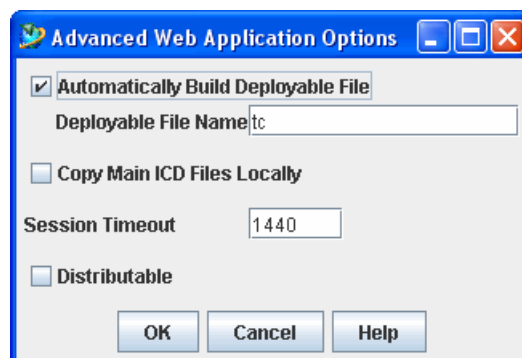 Advanced Web Application Options
Automatically Build Deployable File
Deployable File Name tc
Copy Main ICD Files Locally
Session Timeout 1440
Distributable
OK Cancel Help